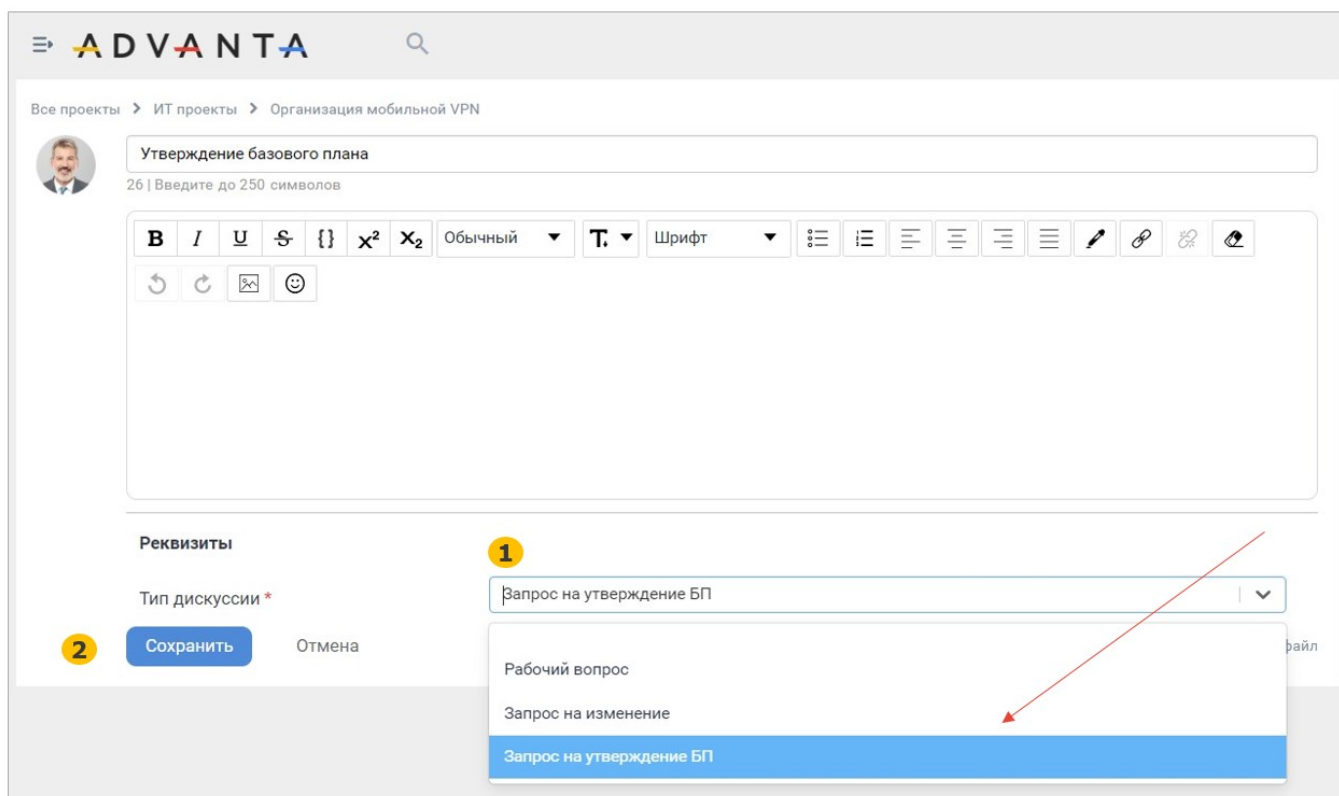 ADVANTA
Все проекты > ИТ проекты > Организация мобильной VPN
Утверждение базового плана
26 | Введите до 250 символов
B I U S {} X² X₂ Обычный T. Шрифт
Реквизиты
1
Тип дискуссии *
Запрос на утверждение БП
2
Сохранить Отмена
файл
Рабочий вопрос
Запрос на изменение
Запрос на утверждение БП